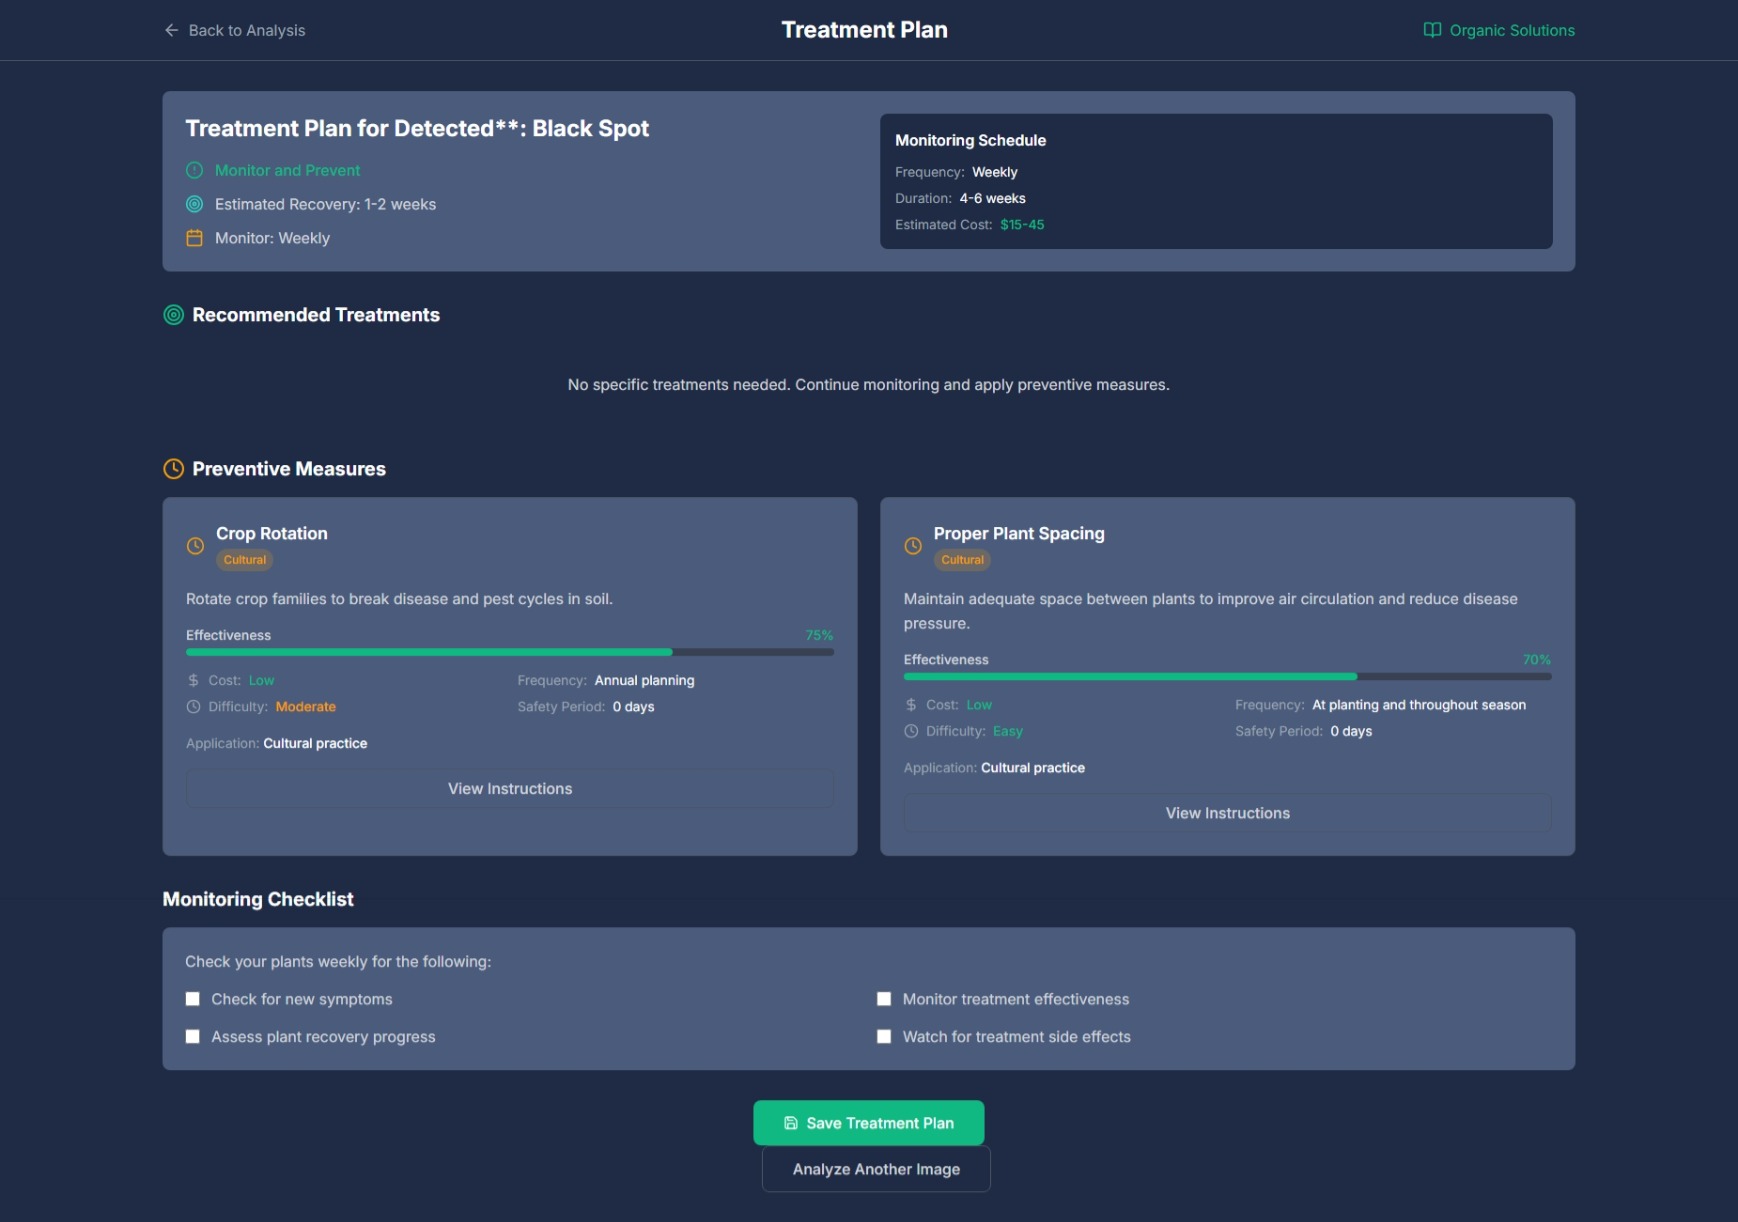 Back to Analysis
Treatment Plan
Organic Solutions
Treatment Plan for Detected**: Black Spot
Monitor and Prevent
Estimated Recovery: 1-2 weeks
Monitor: Weekly
Monitoring Schedule
Frequency: Weekly
Duration: 4-6 weeks
Estimated Cost: $15-45
Recommended Treatments
No specific treatments needed. Continue monitoring and apply preventive measures.
Preventive Measures
Crop Rotation
Cultural
Rotate crop families to break disease and pest cycles in soil.
Effectiveness 75%
Cost: Low Frequency: Annual planning
Difficulty: Moderate Safety Period: 0 days
Application: Cultural practice
View Instructions
Proper Plant Spacing
Cultural
Maintain adequate space between plants to improve air circulation and reduce disease
pressure.
Effectiveness 70%
Cost: Low Frequency: At planting and throughout season
Difficulty: Easy Safety Period: 0 days
Application: Cultural practice
View Instructions
Monitoring Checklist
Check your plants weekly for the following:
Check for new symptoms
Monitor treatment effectiveness
Assess plant recovery progress
Watch for treatment side effects
Save Treatment Plan
Analyze Another Image